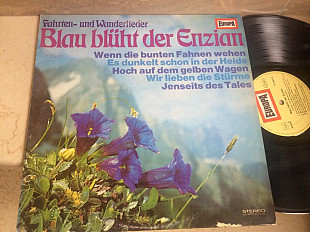 Fahrten- und Wanderlieder
EUROPA
Blau blüht der Enzian
Wenn die bunten Fahnen wehen
Es dunkelt schon in der Heide
Hoch auf dem gelben Wagen
Wir lieben die Stürme
Jenseits des Tales
STEREO
EUROPA